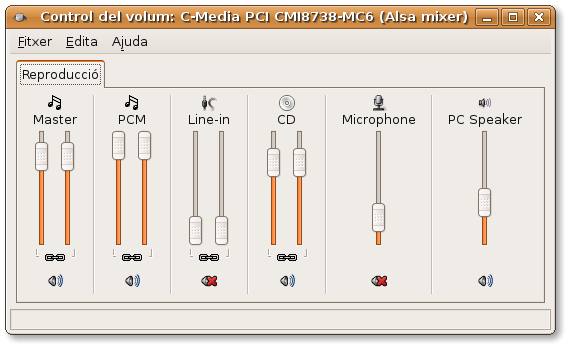 Control del volum: C-Media PCI CMI8738-MC6 (Alsa mixer)
Fitxer Edita Ajuda
Reproducció
Master PCM Line-in CD Microphone PC Speaker